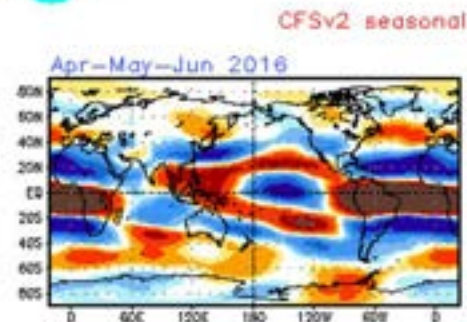 CFSv2 seasonal
Apr-May-Jun 2016
80N
60N
40N
20N
EQ
20S
40S
60S
80S
0 60E 120E 180 120W 60W 0